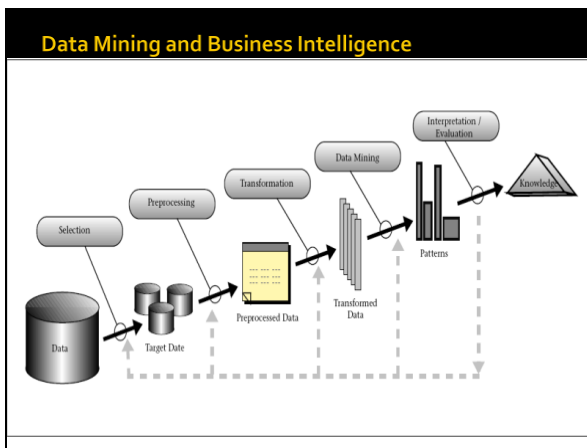 Data Mining and Business Intelligence
Interpretation /
Evaluation
Data Mining
Transformation
Preprocessing
Selection
Knowledge
Patterns
Transformed
Data
Preprocessed Data
Target Date
Data